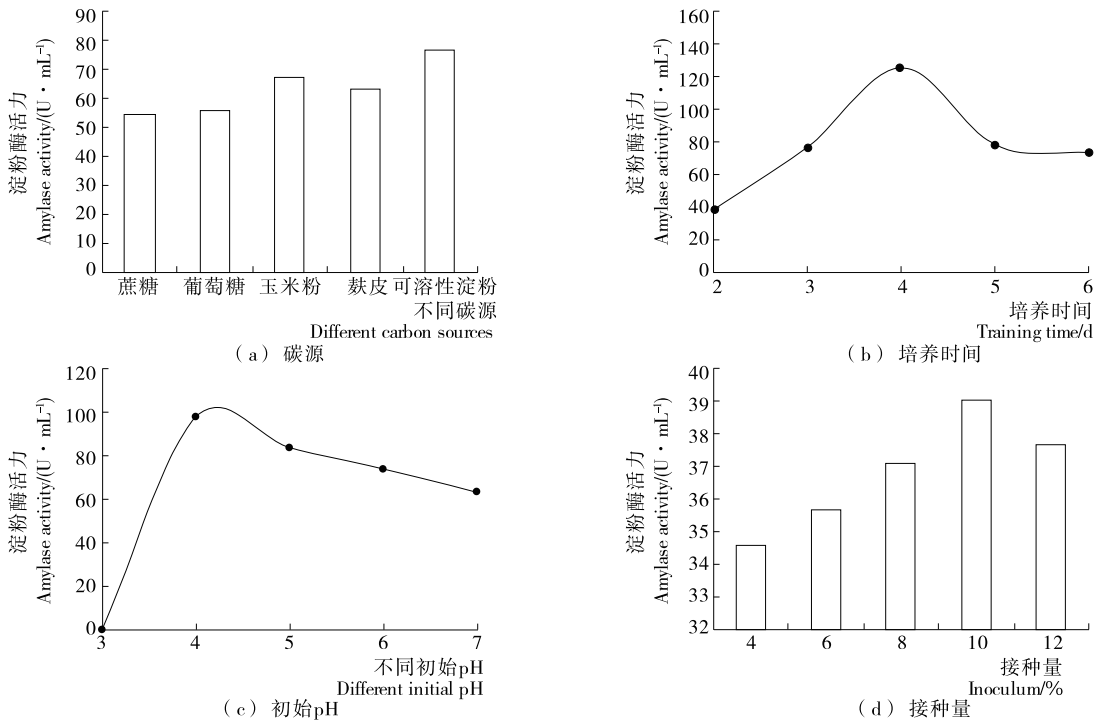 淀粉酶活力
Amylase activity/(U·mL⁻¹)
90
80
70
60
50
40
30
20
10
0
蔗糖 葡萄糖 玉米粉 麸皮 可溶性淀粉
不同碳源
Different carbon sources
(a) 碳源
淀粉酶活力
Amylase activity/(U·mL⁻¹)
160
140
120
100
80
60
40
20
0
2 3 4 5 6
培养时间
Training time/d
(b) 培养时间
淀粉酶活力
Amylase activity/(U·mL⁻¹)
120
100
80
60
40
20
0
3 4 5 6 7
不同初始pH
Different initial pH
(c) 初始pH
淀粉酶活力
Amylase activity/(U·mL⁻¹)
40
39
38
37
36
35
34
33
32
4 6 8 10 12
接种量
Inoculum/%
(d) 接种量